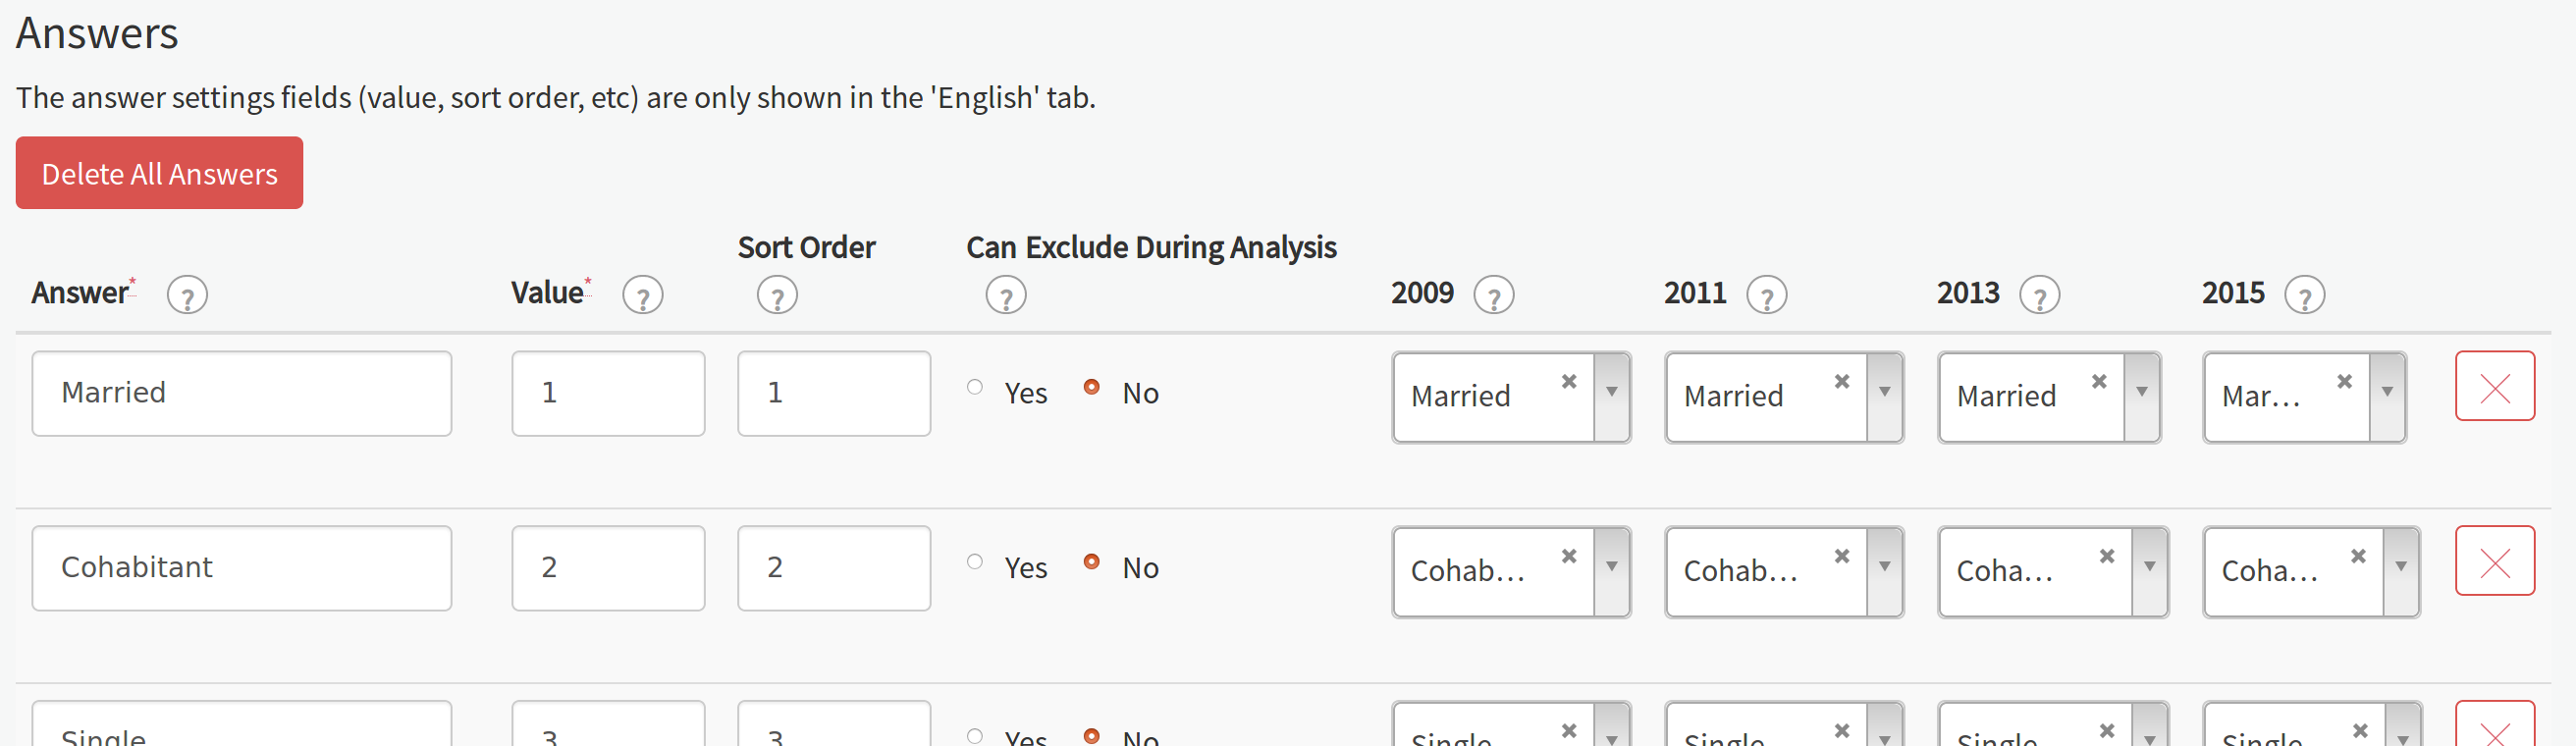 Answers
The answer settings fields (value, sort order, etc) are only shown in the 'English' tab.
Delete All Answers
Answer* ? Value* ? Sort Order ? Can Exclude During Analysis ? 2009 ? 2011 ? 2013 ? 2015 ?
Married 1 1 Yes No Married Married Married Mar...
Cohabitant 2 2 Yes No Cohab... Cohab... Coha... Coha...
Single 3 3 Yes No Single Single Single Single